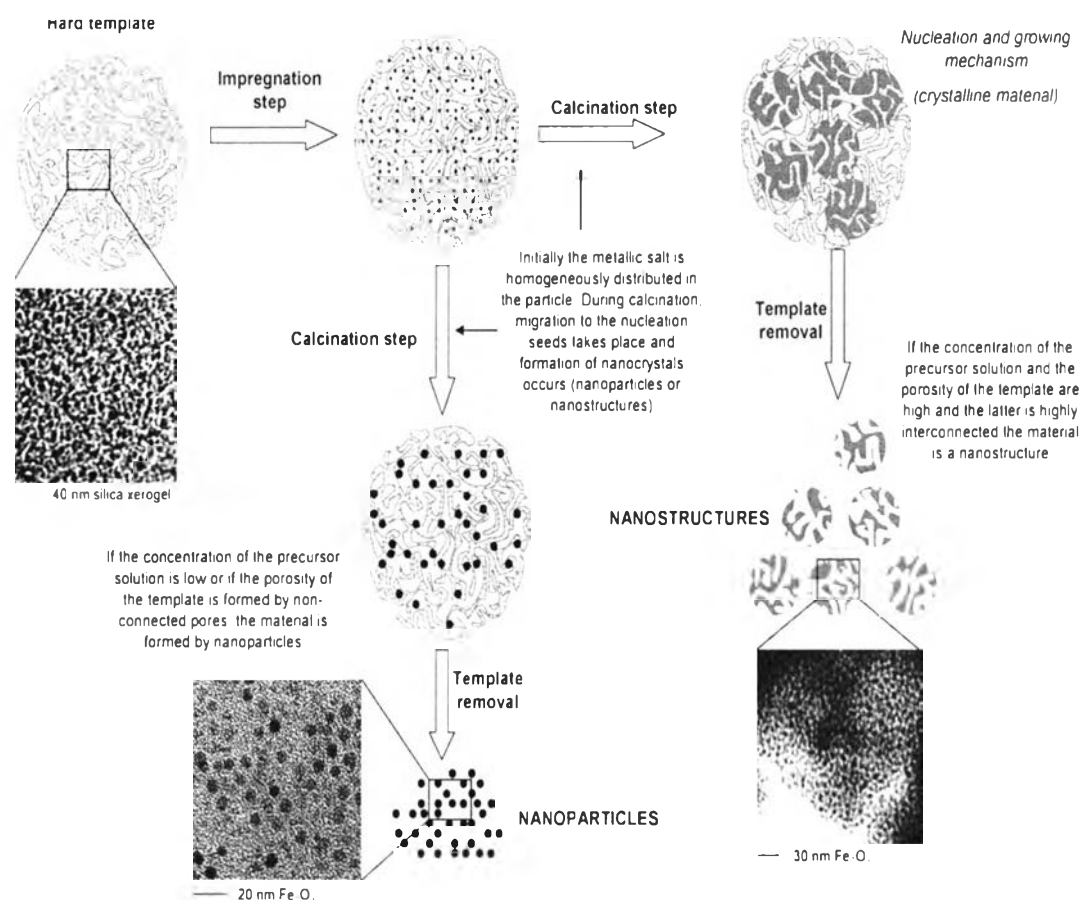 Hard template
Impregnation
step
Calcination step
Nucleation and growing
mechanism
(crystalline material)
Initially the metallic salt is
homogeneously distributed in
the particle. During calcination,
migration to the nucleation
seeds takes place and
formation of nanocrystals
occurs (nanoparticles or
nanostructures)
Calcination step
Template
removal
If the concentration of the
precursor solution and the
porosity of the template are
high and the latter is highly
interconnected the material
is a nanostructure
40 nm silica xerogel
NANOSTRUCTURES
If the concentration of the precursor
solution is low or if the porosity of
the template is formed by non-
connected pores the material is
formed by nanoparticles
Template
removal
NANOPARTICLES
30 nm Fe-O.
20 nm Fe-O.